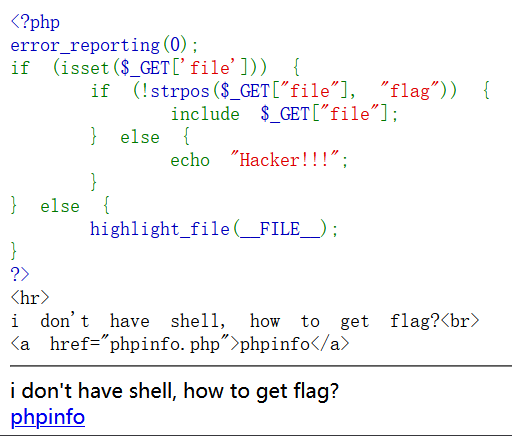 <?php
error_reporting(0);
if (isset($_GET['file'])) {
if (!strpos($_GET["file"], "flag")) {
include $_GET["file"];
} else {
echo "Hacker!!!";
}
} else {
highlight_file(__FILE__);
}
?>
<hr>
i don't have shell, how to get flag?<br>
<a href="phpinfo.php">phpinfo</a>
i don't have shell, how to get flag?
phpinfo